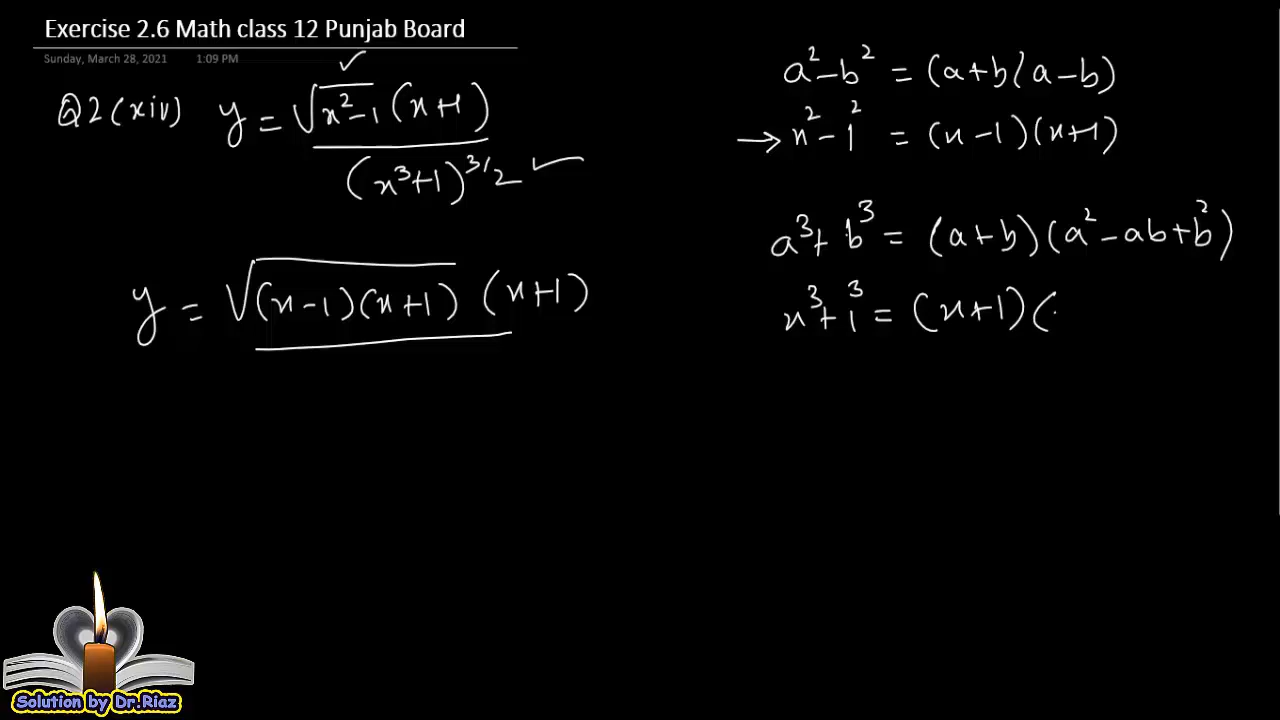 Exercise 2.6 Math class 12 Punjab Board
Sunday, March 28, 2021 1:09 PM
Q2(xiv) y = √(x²-1) (x+1) / (x³+1)^3/2
y = √((x-1)(x+1)) (x+1)
a²-b² = (a+b(a-b)
→ x²-1² = (x-1)(x+1)
a³+b³ = (a+b)(a²-ab+b²)
x³+1³ = (x+1)(
Solution by Dr.Riaz